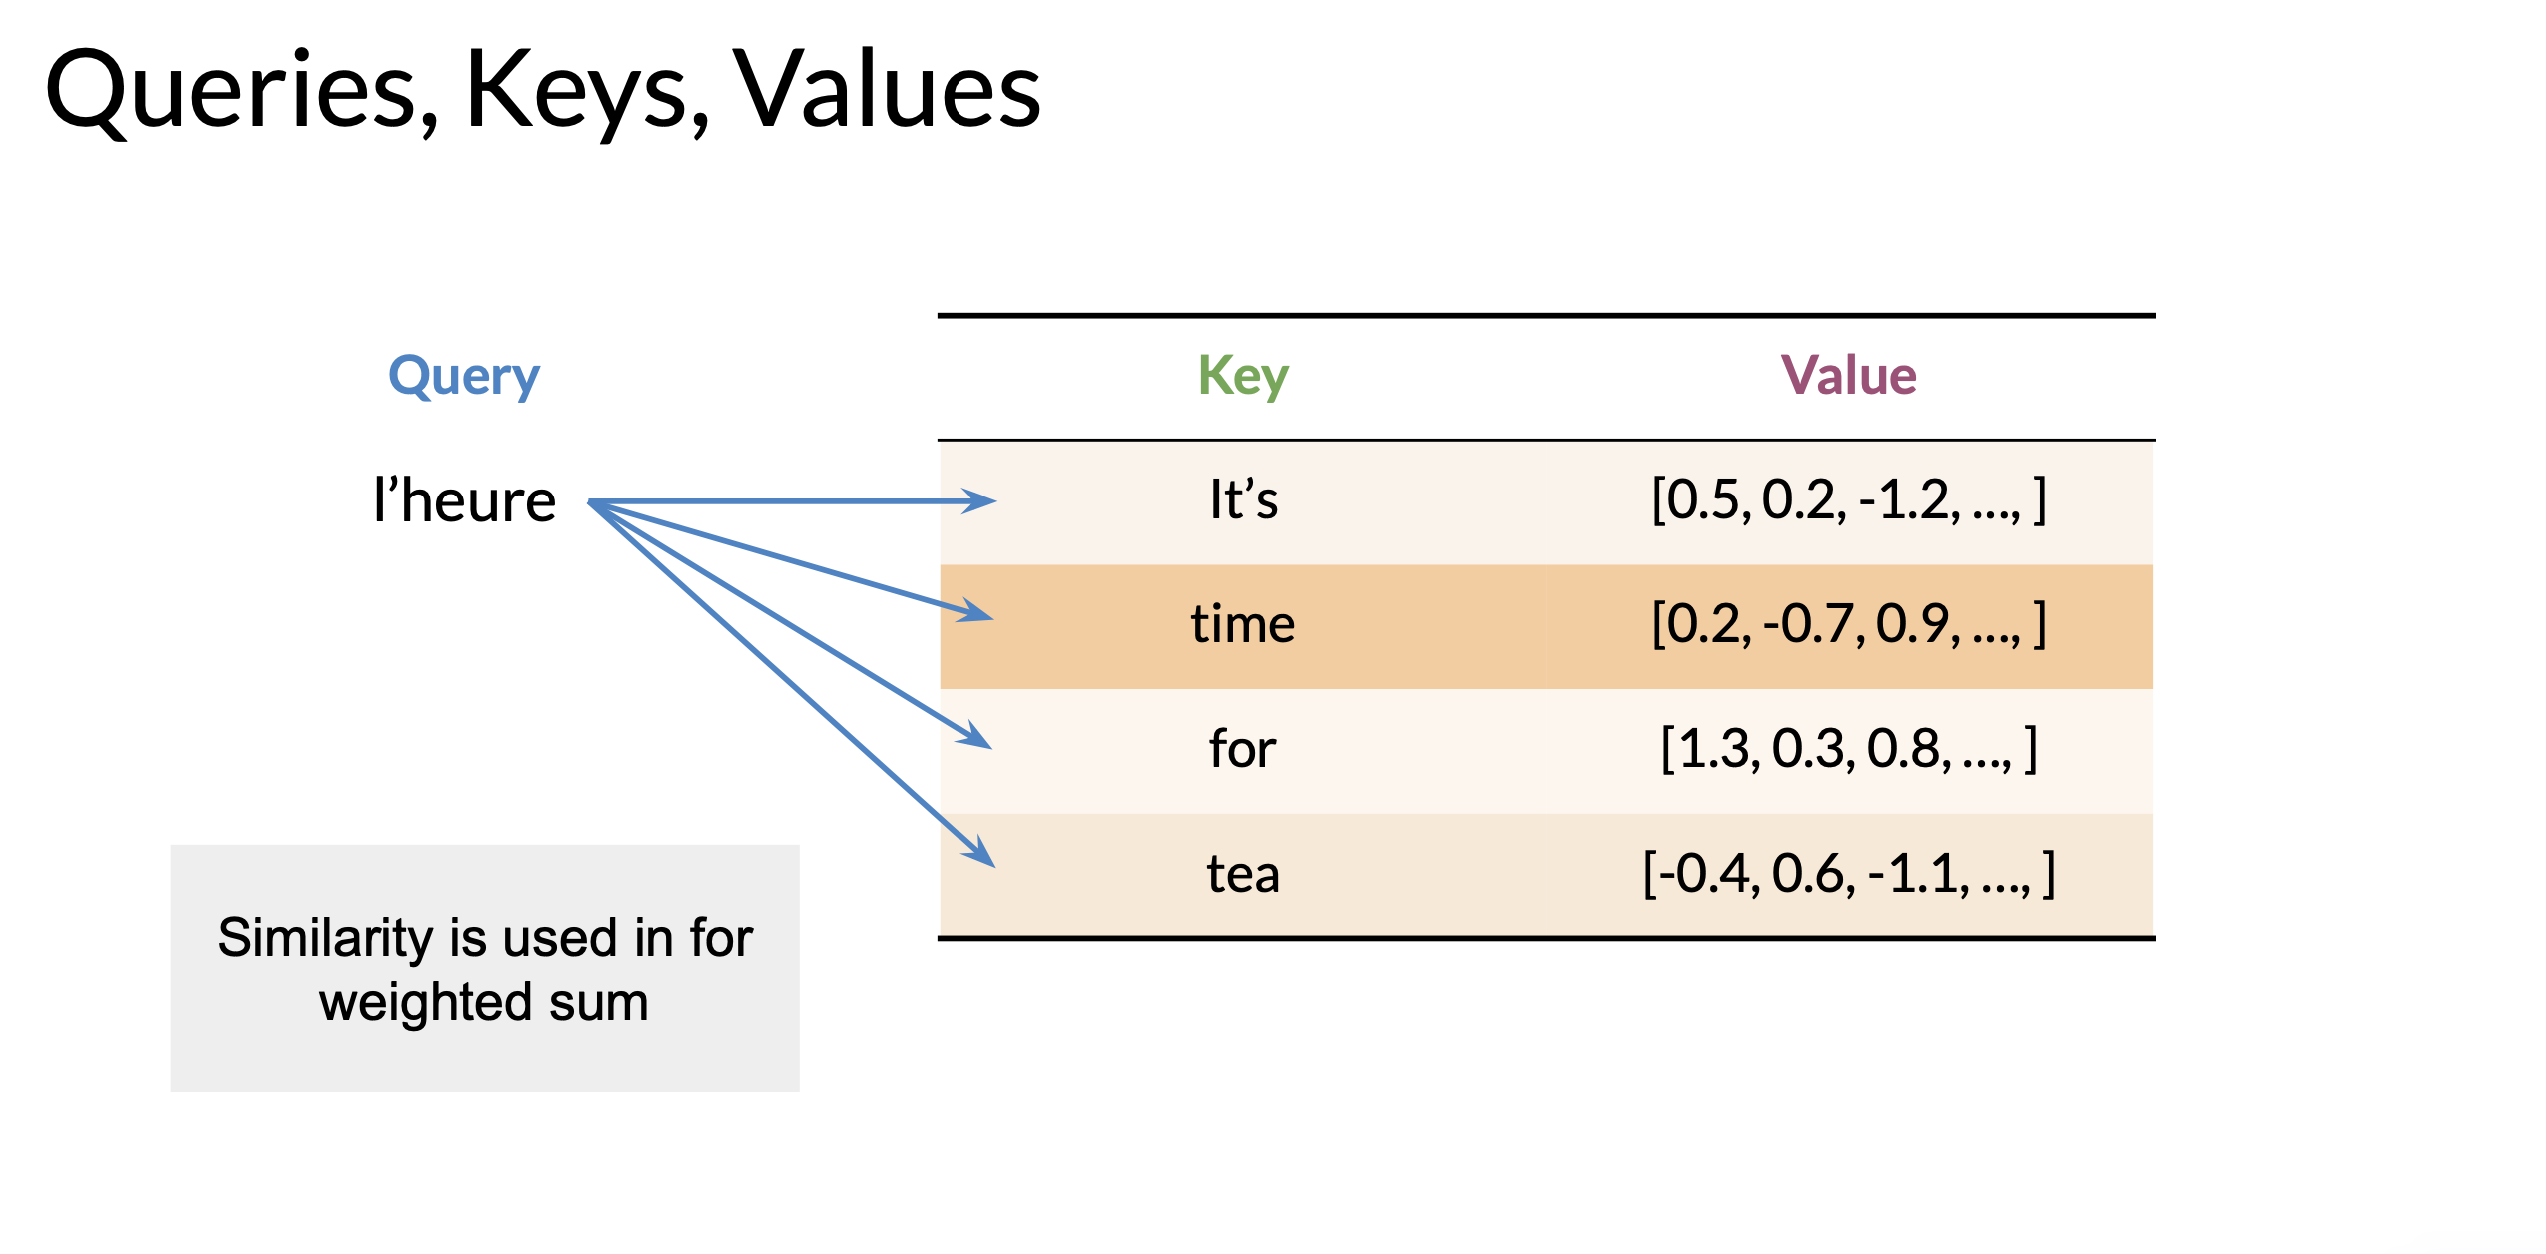 Queries, Keys, Values
Query Key Value
l’heure It’s [0.5, 0.2, -1.2, ..., ]
time [0.2, -0.7, 0.9, ..., ]
for [1.3, 0.3, 0.8, ..., ]
tea [-0.4, 0.6, -1.1, ..., ]
Similarity is used in for
weighted sum